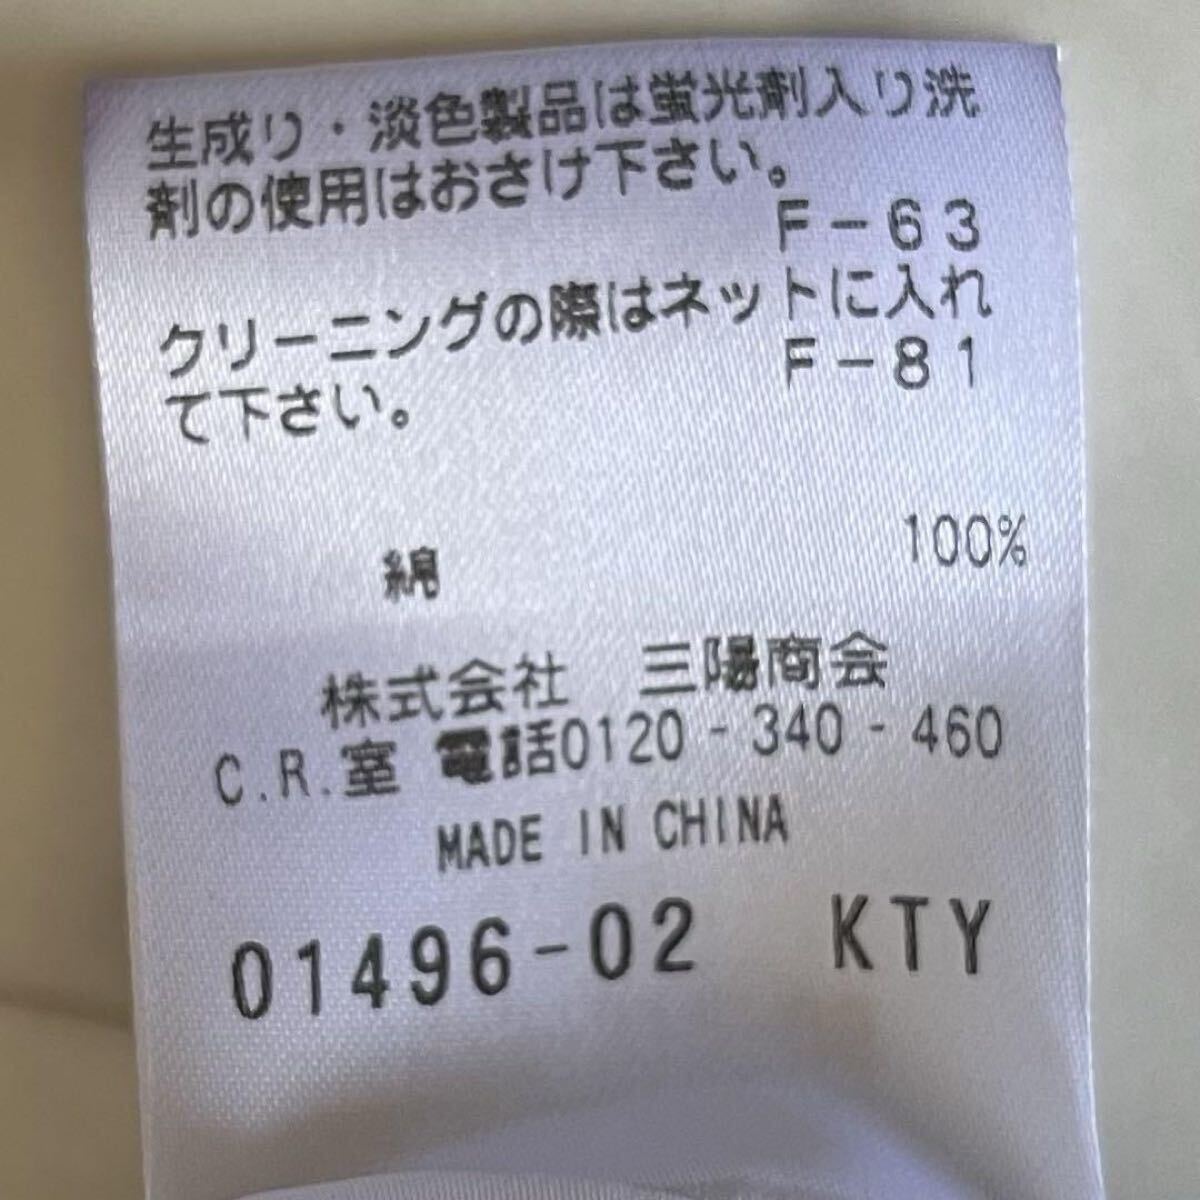 生成り・淡色製品は蛍光剤入り洗
剤の使用はおさけ下さい。
F-63
クリーニングの際はネットに入れ
て下さい。
F-81
綿 100%
株式会社 三陽商会
C.R.室 電話0120-340-460
MADE IN CHINA
01496-02 KTY